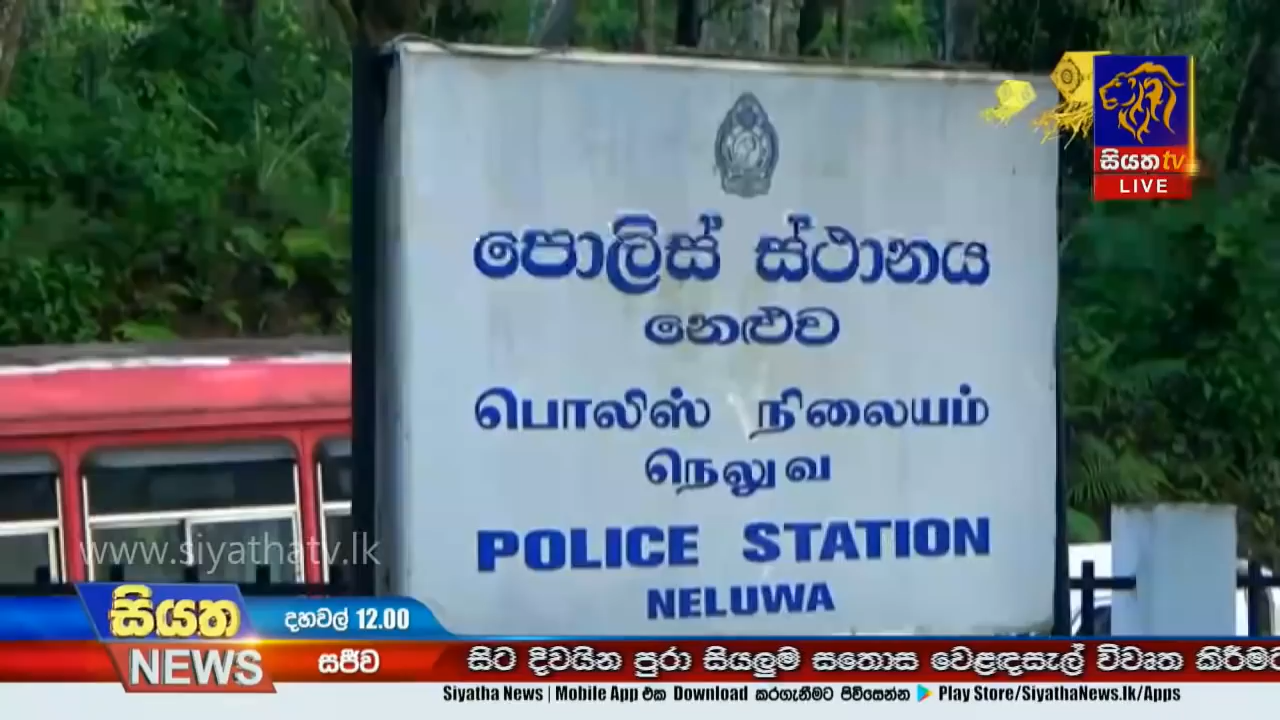 සියත tv
LIVE
පොලිස් ස්ථානය
නෙළුව
பொலிஸ் நிலையம்
நெலுவ
POLICE STATION
NELUWA
www.siyathatv.lk
සියත දහවල් 12.00
NEWS සජීව සිට දිවයින පුරා සියලුම සතොස වෙළඳසැල් විවෘත කිරීමට
Siyatha News | Mobile App එක Download කරගැනීමට පිවිසෙන්න Play Store/SiyathaNews.lk/Apps